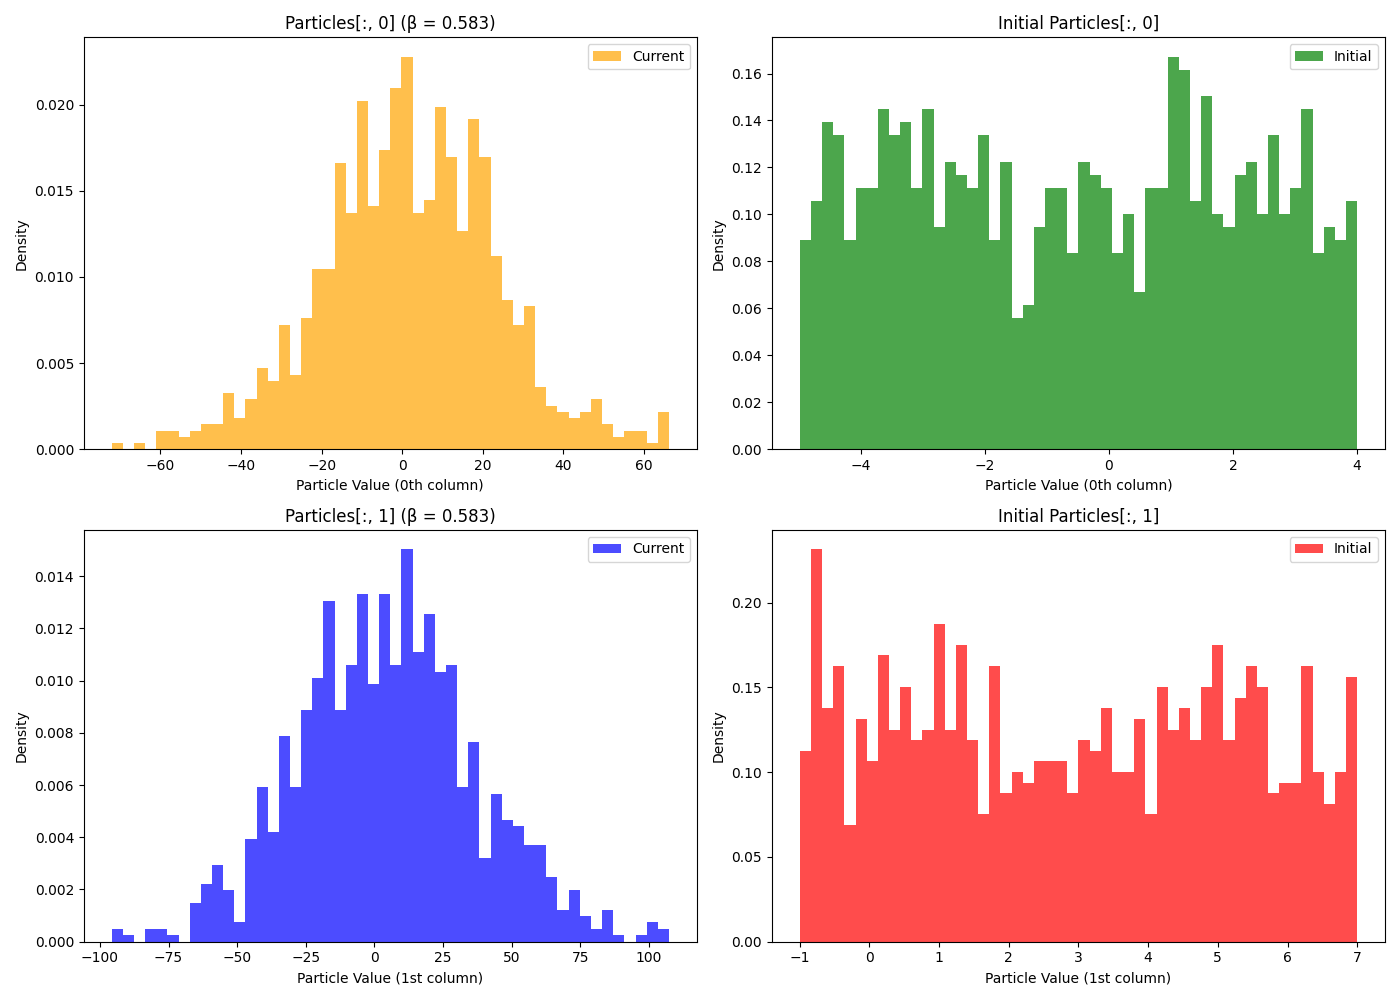 Particles[:, 0] (β = 0.583)
Current
Density
0.020
0.015
0.010
0.005
0.000
−60 −40 −20 0 20 40 60
Particle Value (0th column)
Initial Particles[:, 0]
Initial
Density
0.16
0.14
0.12
0.10
0.08
0.06
0.04
0.02
0.00
−4 −2 0 2 4
Particle Value (0th column)
Particles[:, 1] (β = 0.583)
Current
Density
0.014
0.012
0.010
0.008
0.006
0.004
0.002
0.000
−100 −75 −50 −25 0 25 50 75 100
Particle Value (1st column)
Initial Particles[:, 1]
Initial
Density
0.20
0.15
0.10
0.05
0.00
−1 0 1 2 3 4 5 6 7
Particle Value (1st column)